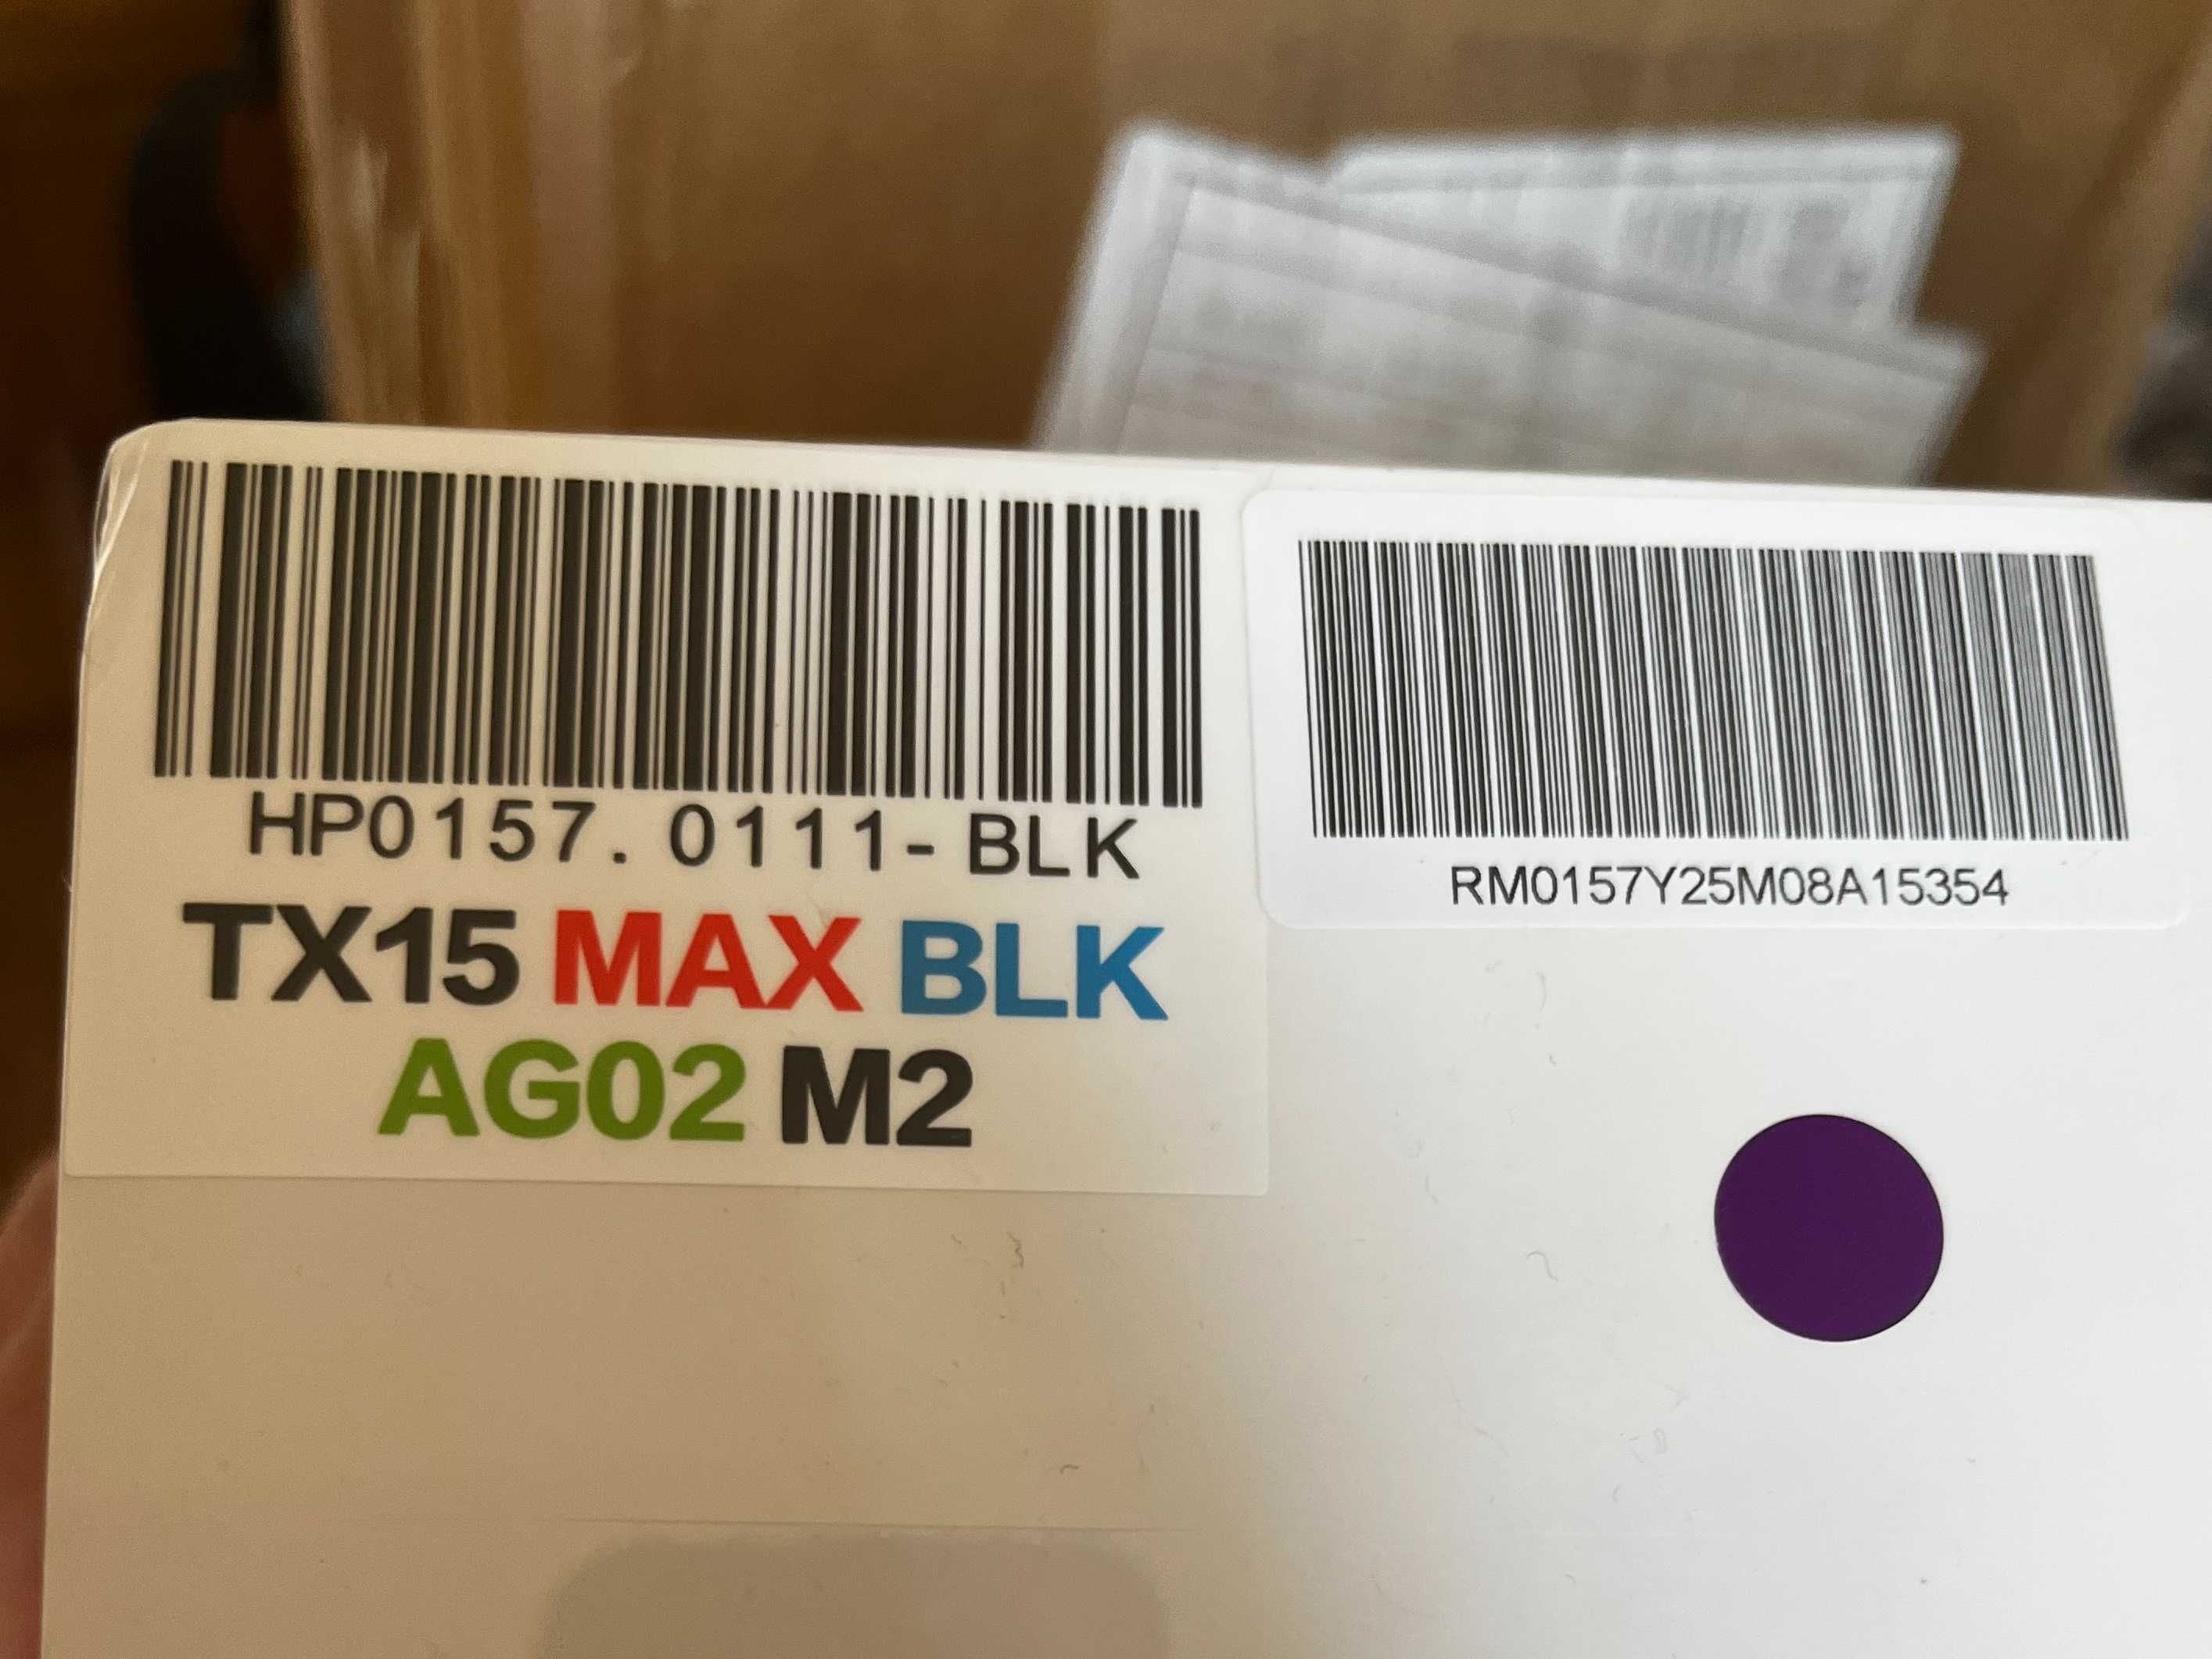 HP0157.0111-BLK
TX15 MAX BLK
AG02 M2
RM0157Y25M08A15354